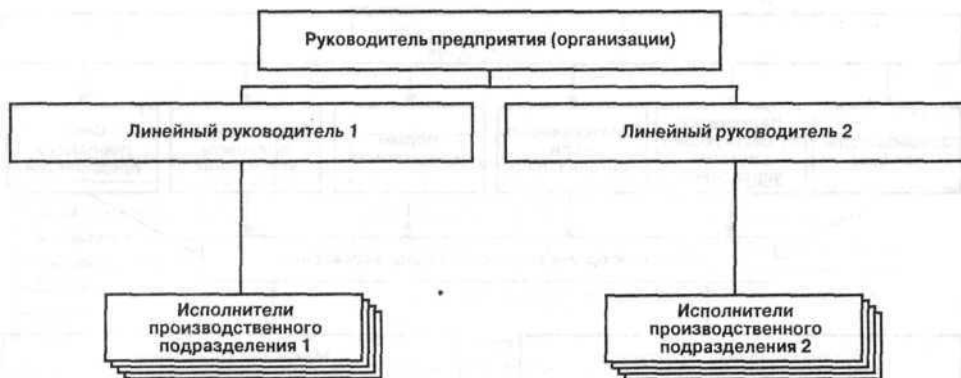 Руководитель предприятия (организации)
Линейный руководитель 1
Линейный руководитель 2
Исполнители
производственного
подразделения 1
Исполнители
производственного
подразделения 2